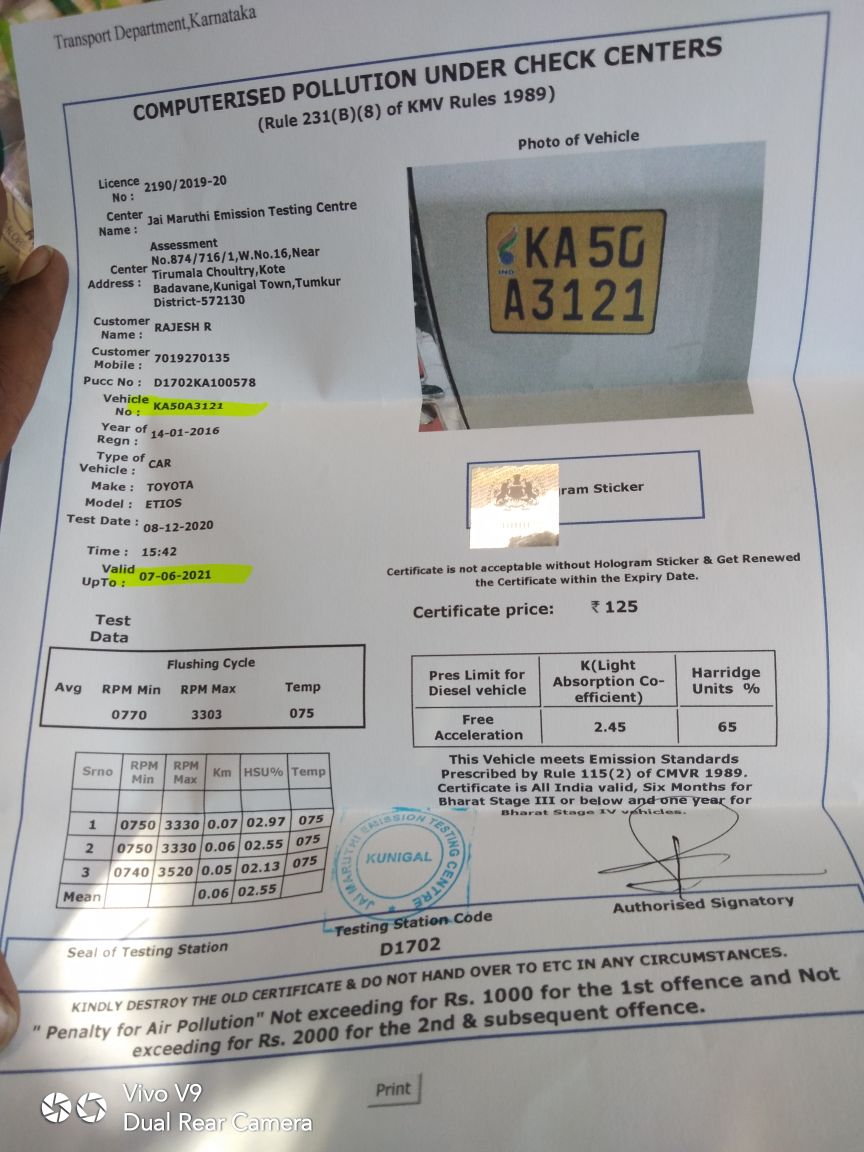 Transport Department,Karnataka
COMPUTERISED POLLUTION UNDER CHECK CENTERS
(Rule 231(B)(8) of KMV Rules 1989)
Photo of Vehicle
Licence No : 2190/2019-20
Center Name : Jai Maruthi Emission Testing Centre
Center Address : Assessment
No.874/716/1,W.No.16,Near
Tirumala Choultry,Kote
Badavane,Kunigal Town,Tumkur
District-572130
IND
KA 50
A3121
Customer Name : RAJESH R
Customer Mobile : 7019270135
Pucc No : D1702KA100578
Vehicle No : KA50A3121
Year of Regn : 14-01-2016
Type of Vehicle : CAR
Make : TOYOTA
Model : ETIOS
Test Date : 08-12-2020
Time : 15:42
Valid UpTo : 07-06-2021
gram Sticker
Certificate is not acceptable without Hologram Sticker & Get Renewed
the Certificate within the Expiry Date.
Certificate price: ₹ 125
Test
Data
Flushing Cycle
Avg RPM Min RPM Max Temp
0770 3303 075
Pres Limit for Diesel vehicle K(Light Absorption Co-efficient) Harridge Units %
Free Acceleration 2.45 65
Srno RPM Min RPM Max Km HSU% Temp
1 0750 3330 0.07 02.97 075
2 0750 3330 0.06 02.55 075
3 0740 3520 0.05 02.13 075
Mean 0.06 02.55
This Vehicle meets Emission Standards
Prescribed by Rule 115(2) of CMVR 1989.
Certificate is All India valid, Six Months for
Bharat Stage III or below and one year for
Bharat Stage IV vehicles.
JAI MARUTHI EMISSION TESTING CENTRE
KUNIGAL
Authorised Signatory
Seal of Testing Station
Testing Station Code
D1702
KINDLY DESTROY THE OLD CERTIFICATE & DO NOT HAND OVER TO ETC IN ANY CIRCUMSTANCES.
" Penalty for Air Pollution" Not exceeding for Rs. 1000 for the 1st offence and Not
exceeding for Rs. 2000 for the 2nd & subsequent offence.
Print
Vivo V9
Dual Rear Camera